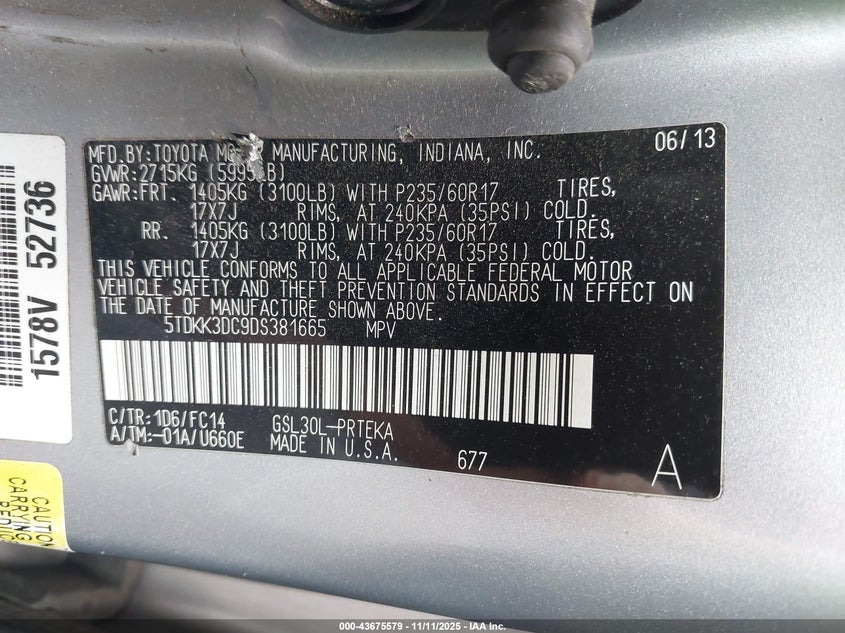 MFD. BY: TOYOTA MANUFACTURING, INDIANA, INC. 06/13
GVWR: 2715KG (5995LB)
GAWR: FRT. 1405KG (3100LB) WITH P235/60R17 TIRES,
17X7J RIMS, AT 240KPA (35PSI) COLD.
RR. 1405KG (3100LB) WITH P235/60R17 TIRES,
17X7J RIMS, AT 240KPA (35PSI) COLD.
THIS VEHICLE CONFORMS TO ALL APPLICABLE FEDERAL MOTOR
VEHICLE SAFETY AND THEFT PREVENTION STANDARDS IN EFFECT ON
THE DATE OF MANUFACTURE SHOWN ABOVE.
5TDKK3DC9DS381665 MPV
C/TR: 1D6/FC14 GSL30L-PRTEKA
A/TM: -01A/U660E MADE IN U.S.A. 677 A
1578V 52736
CAUTION
CARRYING
000-43675579 - 11/11/2025 - IAA Inc.